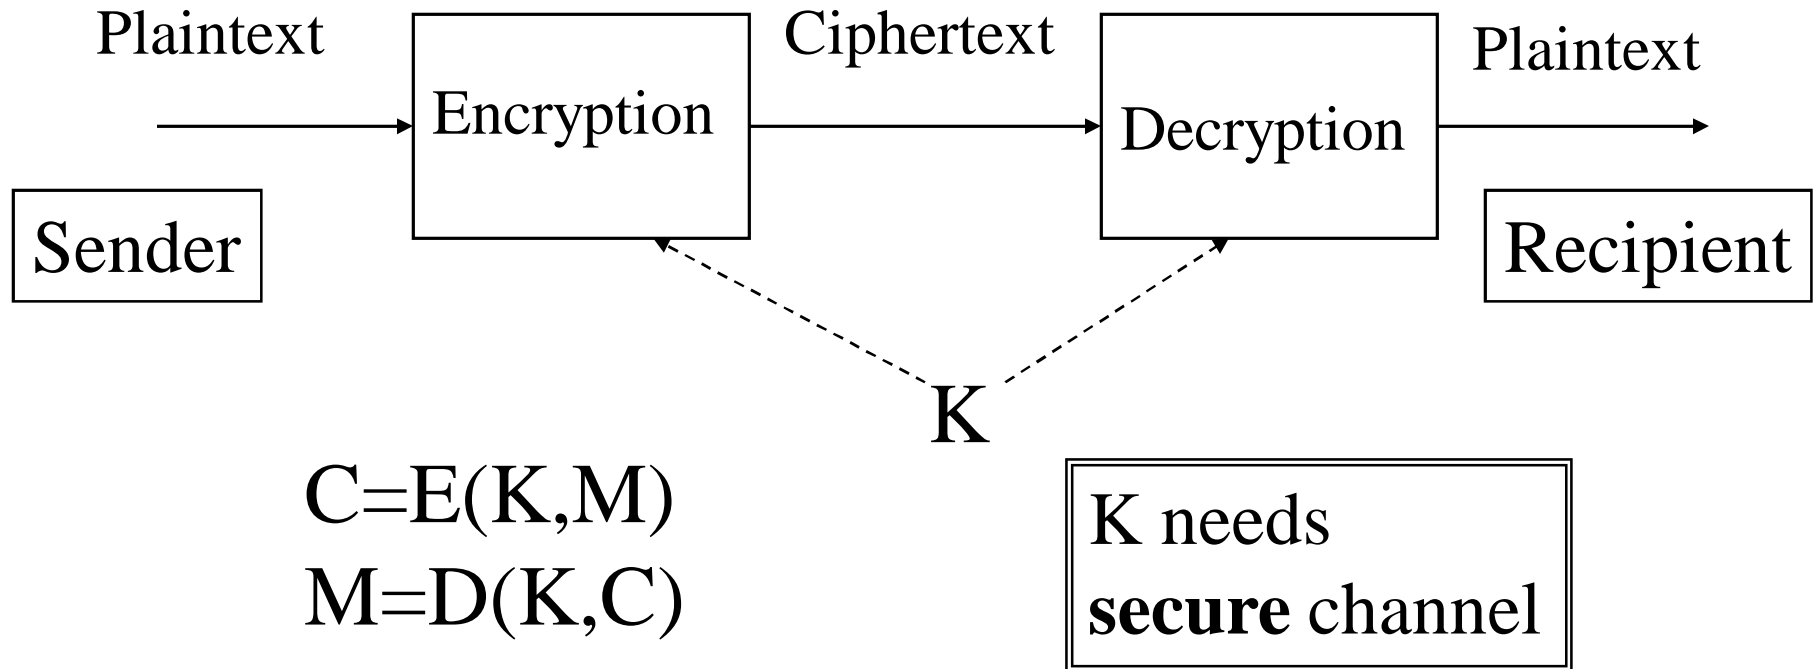 Plaintext
Ciphertext
Plaintext
Encryption
Decryption
Sender
Recipient
K
C=E(K,M)
M=D(K,C)
K needs
secure channel